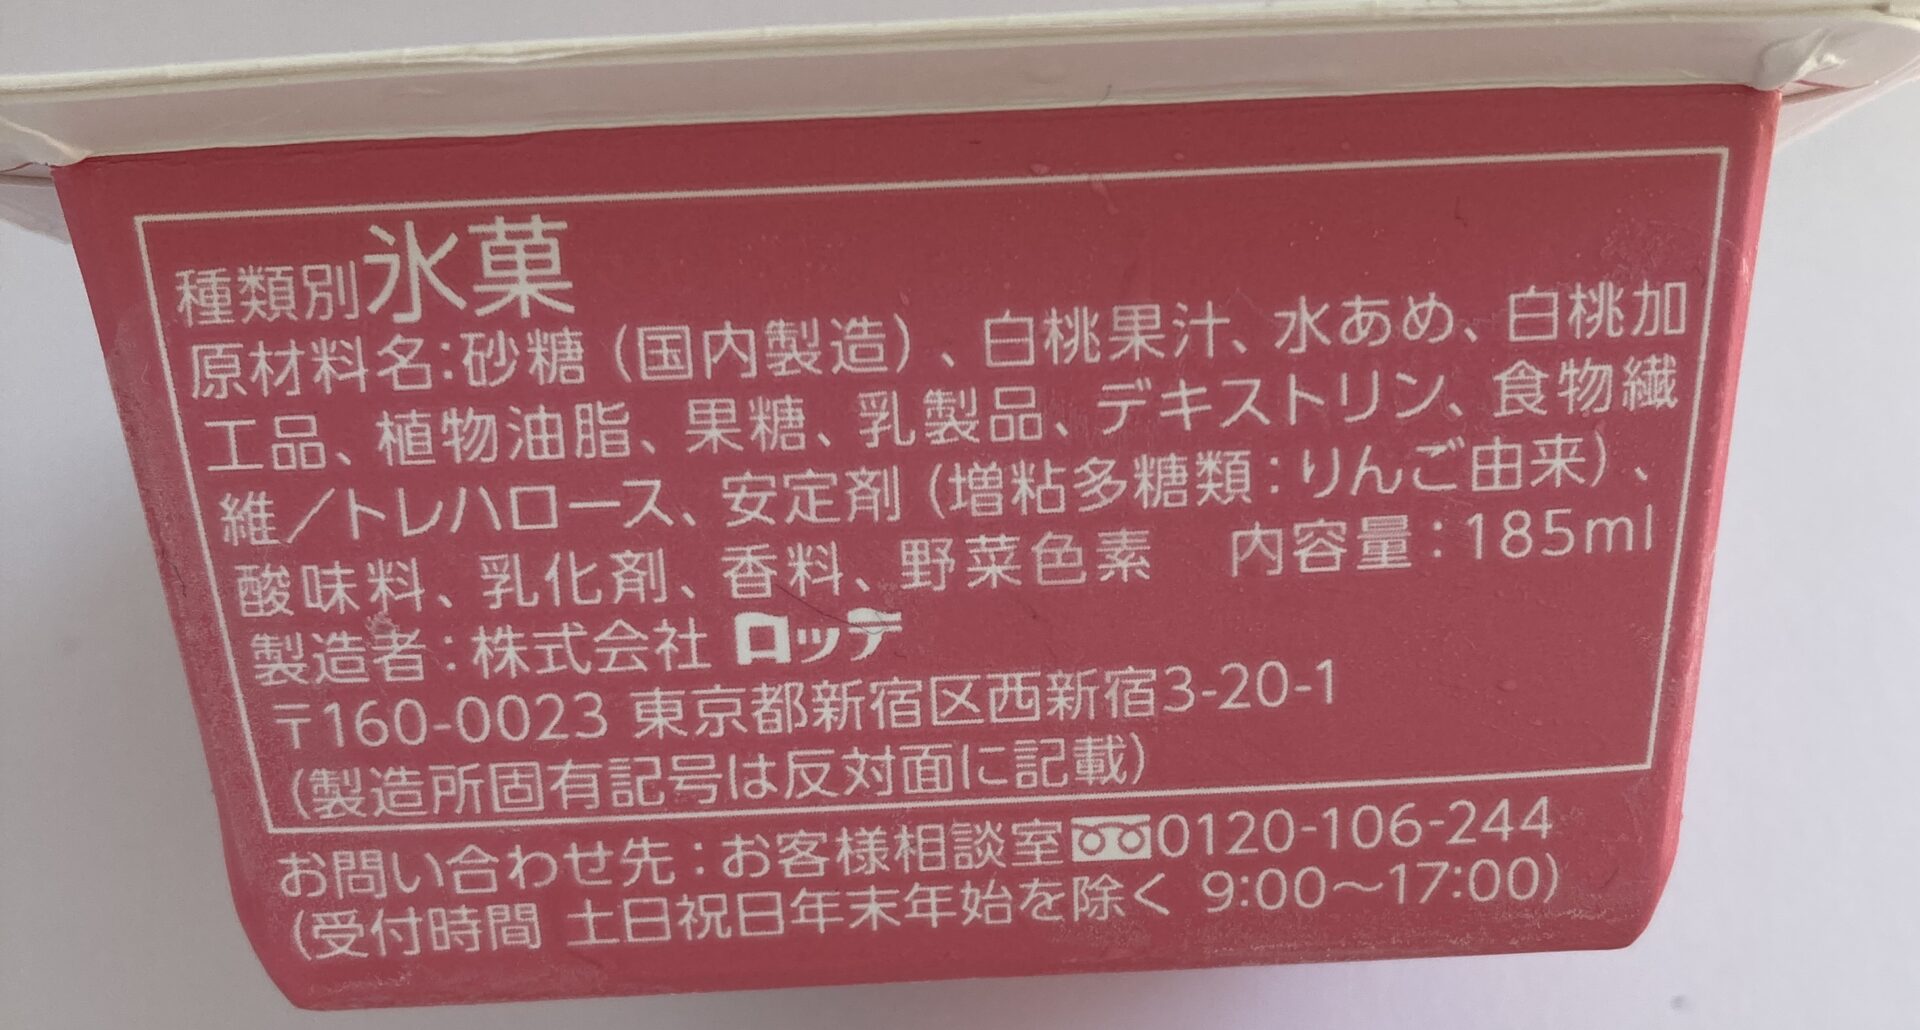 種類別氷菓
原材料名:砂糖(国内製造)、白桃果汁、水あめ、白桃加
工品、植物油脂、果糖、乳製品、デキストリン、食物繊
維/トレハロース、安定剤(増粘多糖類:りんご由来)、
酸味料、乳化剤、香料、野菜色素 内容量:185ml
製造者:株式会社 ロッテ
〒160-0023 東京都新宿区西新宿3-20-1
(製造所固有記号は反対面に記載)
お問い合わせ先:お客様相談室0120-106-244
(受付時間 土日祝日年末年始を除く 9:00〜17:00)